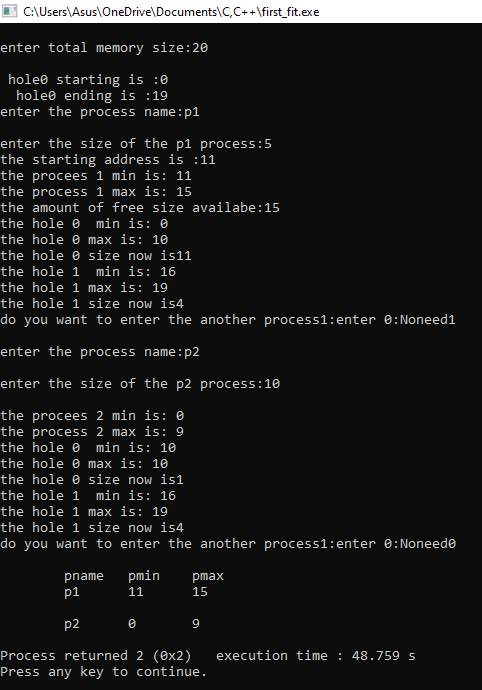 C:\Users\Asus\OneDrive\Documents\C,C++\first_fit.exe
enter total memory size:20
hole0 starting is :0
hole0 ending is :19
enter the process name:p1
enter the size of the p1 process:5
the starting address is :11
the procees 1 min is: 11
the process 1 max is: 15
the amount of free size availabe:15
the hole 0  min is: 0
the hole 0 max is: 10
the hole 0 size now is11
the hole 1  min is: 16
the hole 1 max is: 19
the hole 1 size now is4
do you want to enter the another process1:enter 0:Noneed1
enter the process name:p2
enter the size of the p2 process:10
the procees 2 min is: 0
the process 2 max is: 9
the hole 0  min is: 10
the hole 0 max is: 10
the hole 0 size now is1
the hole 1  min is: 16
the hole 1 max is: 19
the hole 1 size now is4
do you want to enter the another process1:enter 0:Noneed0
pname   pmin    pmax
p1      11      15
p2      0       9
Process returned 2 (0x2)   execution time : 48.759 s
Press any key to continue.